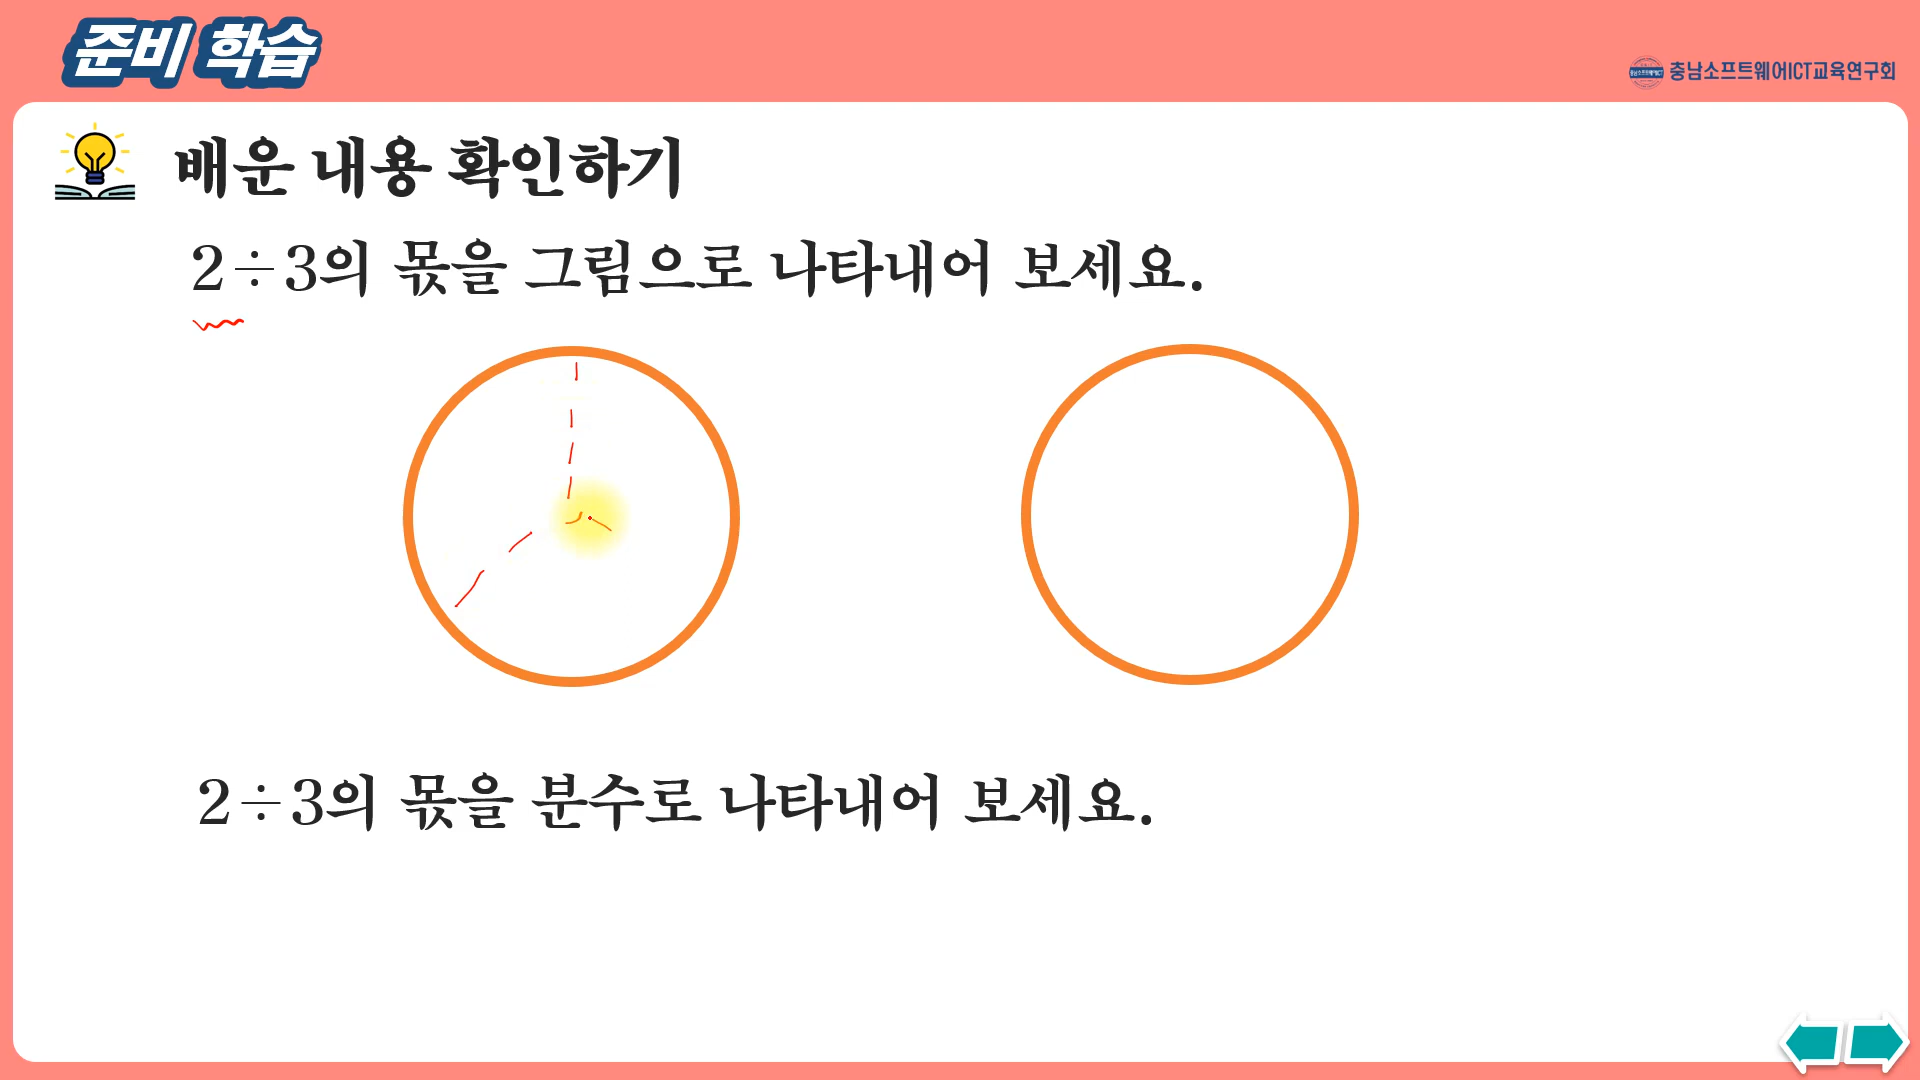 준비 학습
충남소프트웨어ICT교육연구회
배운 내용 확인하기
2÷3의 몫을 그림으로 나타내어 보세요.
2÷3의 몫을 분수로 나타내어 보세요.